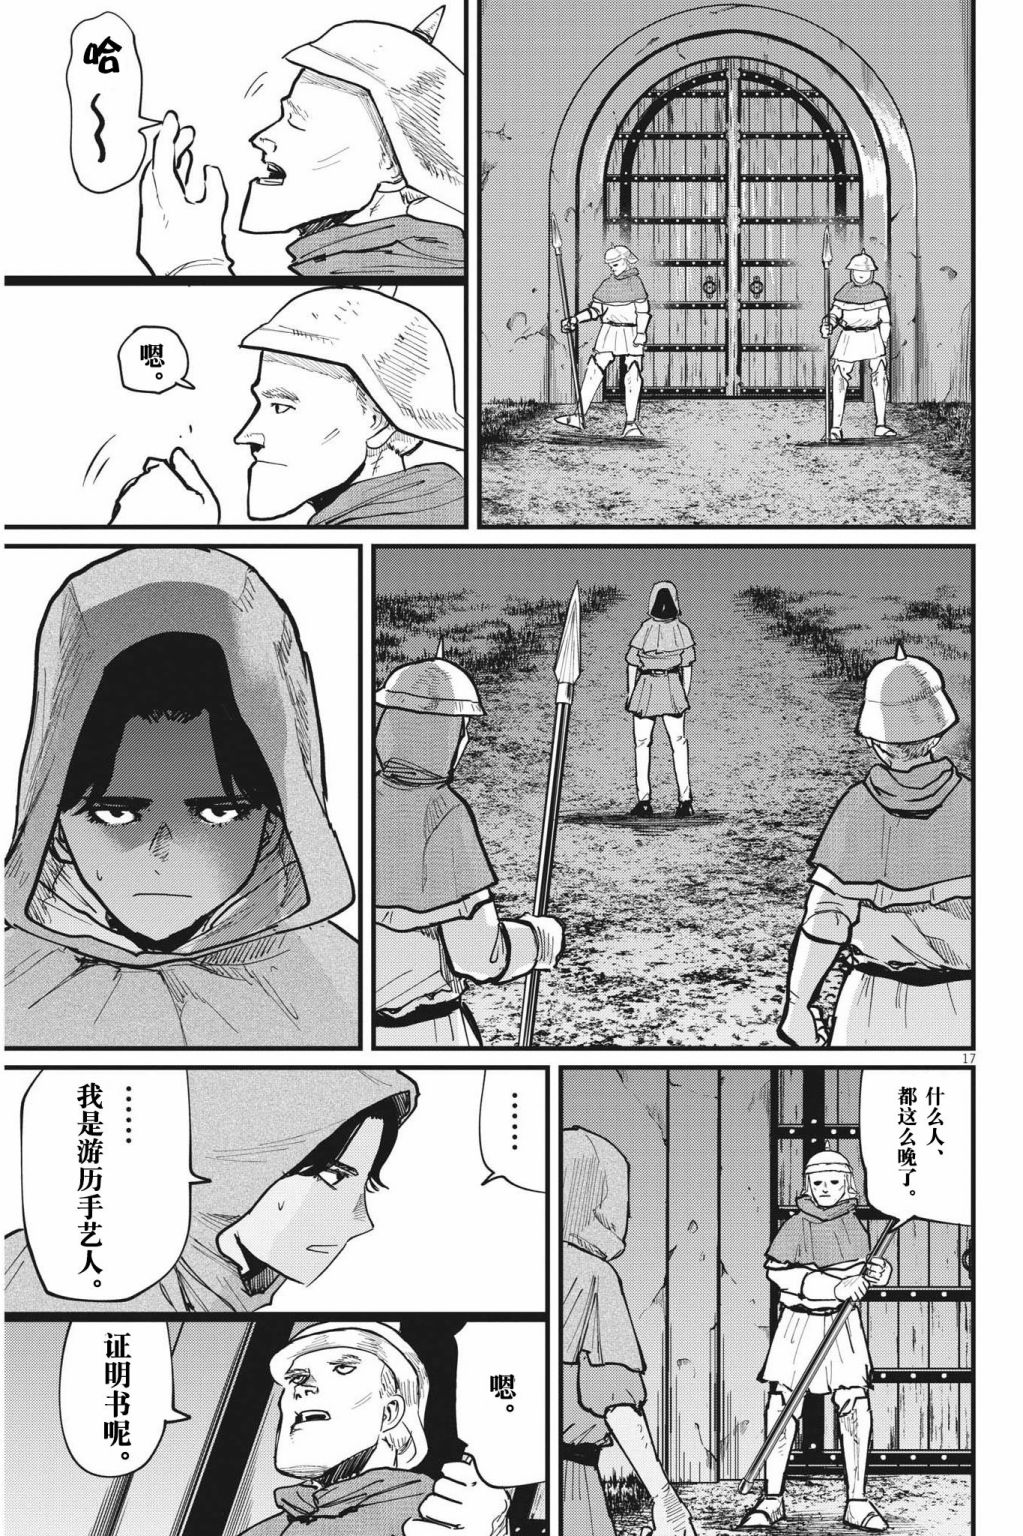 哈～
嗯。
17
什么人、
都这么晚了。
……
……
我是游历手艺人。
嗯。
证明书呢。